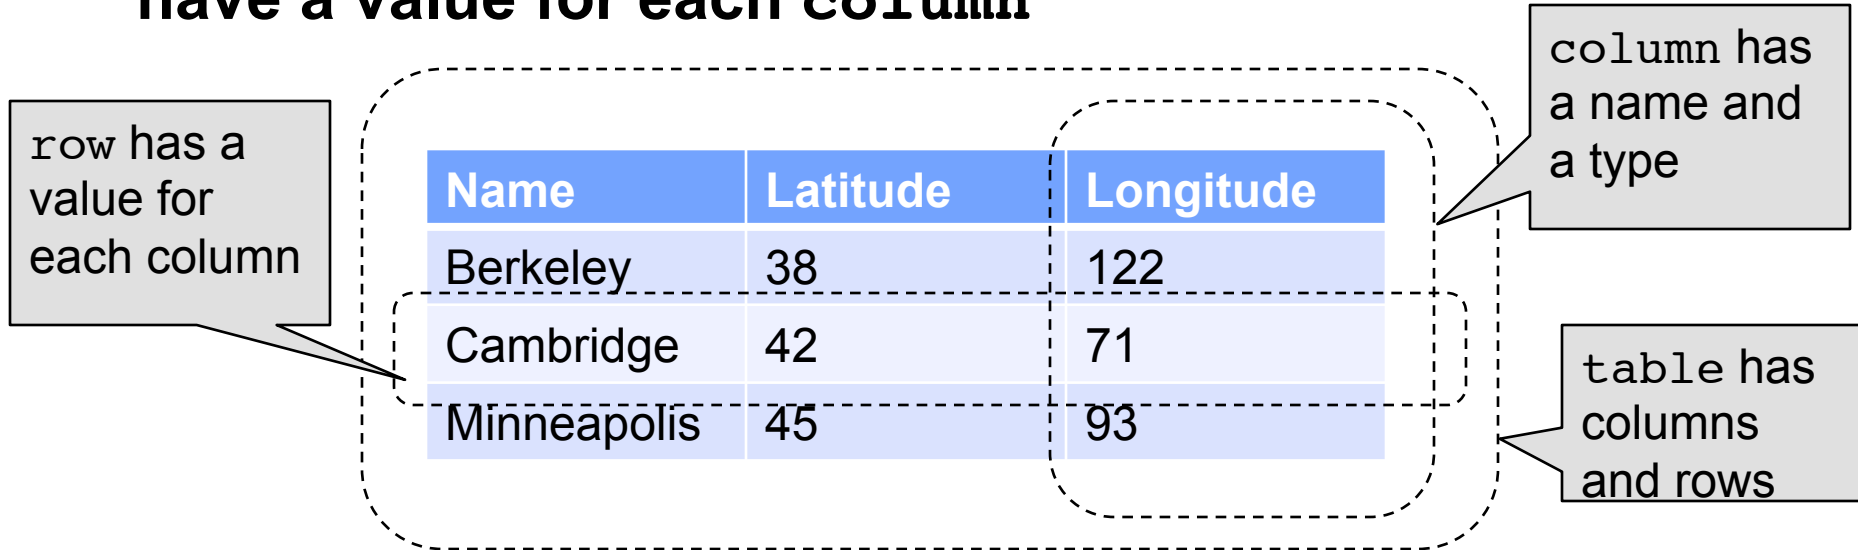 have a value for each column
column has
a name and
a type
row has a
value for
each column
Name Latitude Longitude
Berkeley 38 122
Cambridge 42 71
Minneapolis 45 93
table has
columns
and rows